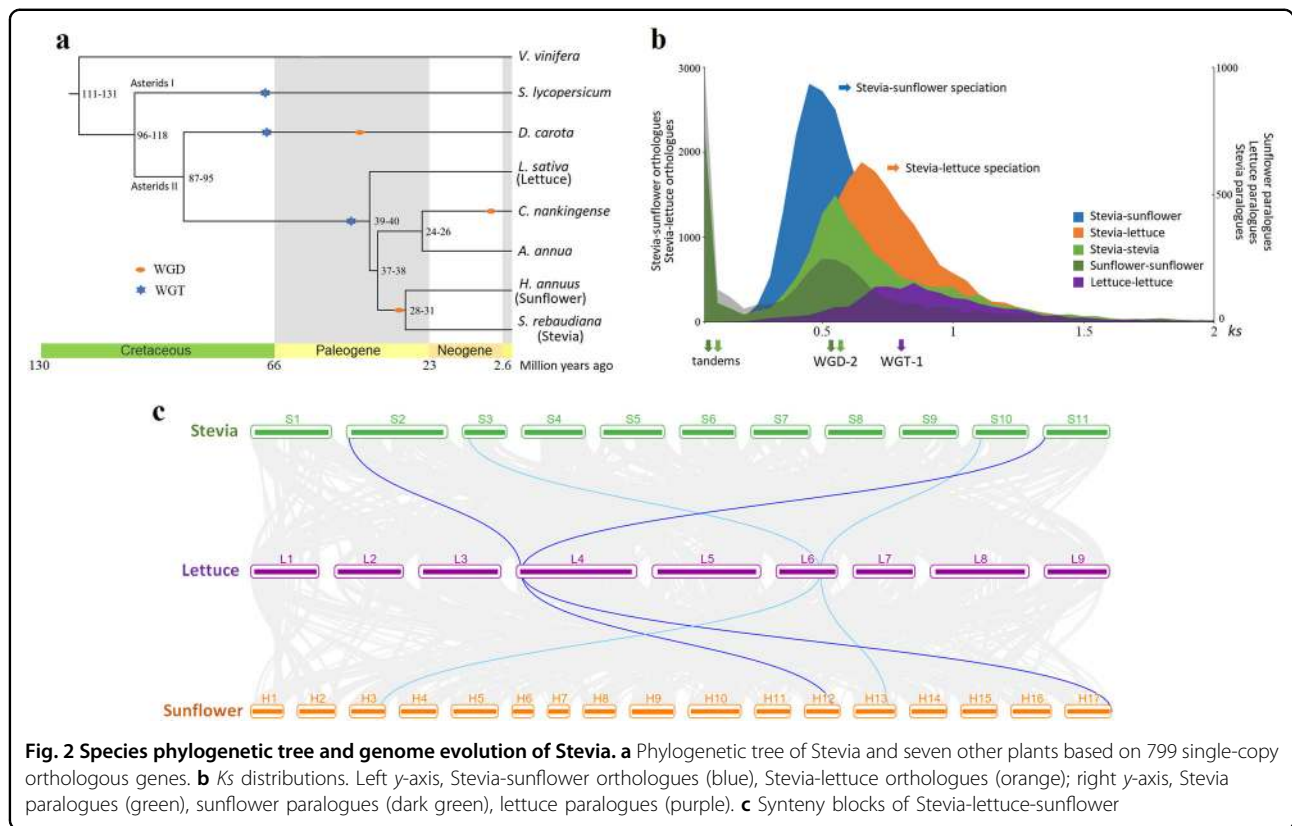 a
V. vinifera
Asterids I
111-131
S. lycopersicum
96-118
D. carota
Asterids II
87-95
L. sativa
(Lettuce)
39-40
C. nankingense
24-26
A. annua
37-38
WGD
WGT
H. annuus
(Sunflower)
28-31
S. rebaudiana
(Stevia)
Cretaceous
Paleogene
Neogene
130
66
23
2.6
Million years ago
b
3000
2000
1000
0
Stevia-sunflower orthologues
Stevia-lettuce orthologues
Stevia-sunflower speciation
Stevia-lettuce speciation
Stevia-sunflower
Stevia-lettuce
Stevia-stevia
Sunflower-sunflower
Lettuce-lettuce
1000
500
0
Sunflower paralogues
Lettuce paralogues
Stevia paralogues
0.5
1
1.5
2
ks
tandems
WGD-2
WGT-1
c
Stevia
S1 S2 S3 S4 S5 S6 S7 S8 S9 S10 S11
Lettuce
L1 L2 L3 L4 L5 L6 L7 L8 L9
Sunflower
H1 H2 H3 H4 H5 H6 H7 H8 H9 H10 H11 H12 H13 H14 H15 H16 H17
Fig. 2 Species phylogenetic tree and genome evolution of Stevia. a Phylogenetic tree of Stevia and seven other plants based on 799 single-copy
orthologous genes. b Ks distributions. Left y-axis, Stevia-sunflower orthologues (blue), Stevia-lettuce orthologues (orange); right y-axis, Stevia
paralogues (green), sunflower paralogues (dark green), lettuce paralogues (purple). c Synteny blocks of Stevia-lettuce-sunflower